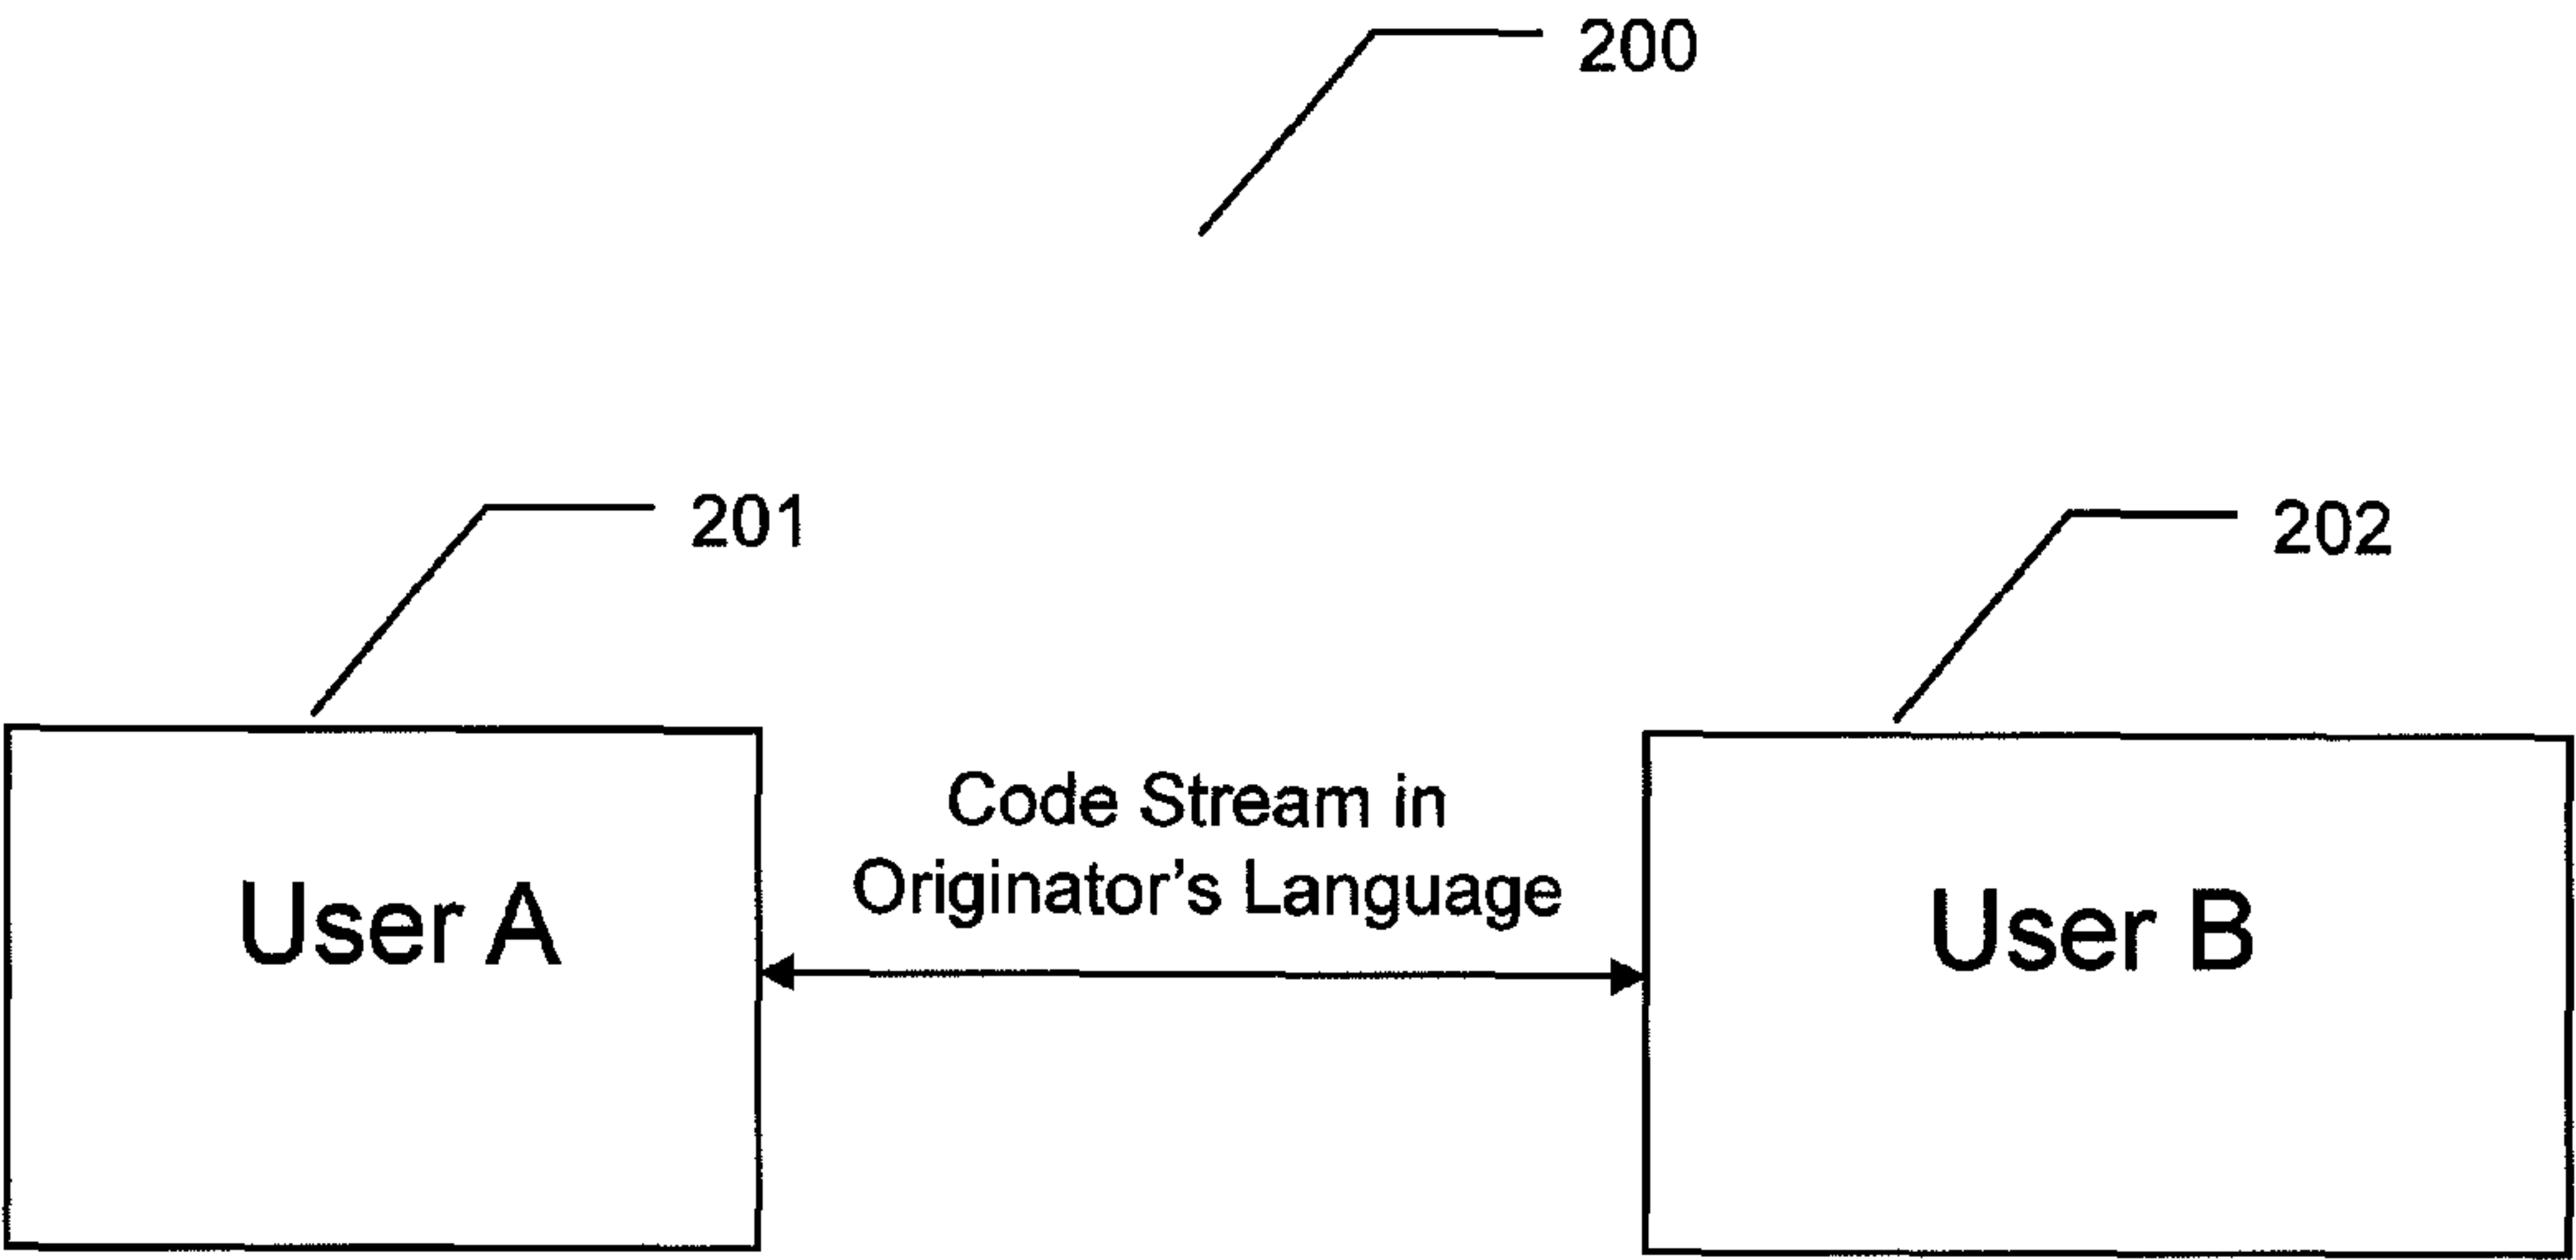 200
201
202
Code Stream in
Originator's Language
User A
User B